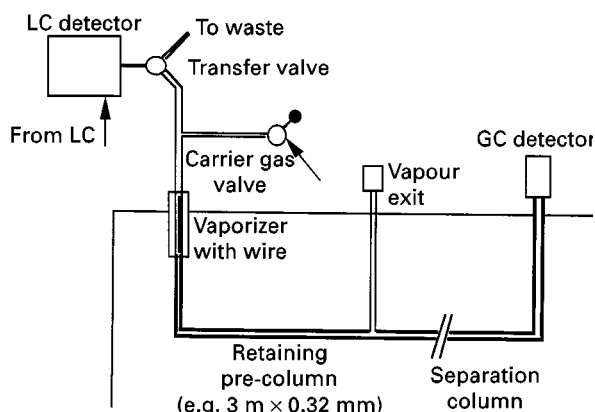 LC detector
To waste
Transfer valve
From LC
Carrier gas
valve
Vapour
exit
GC detector
Vaporizer
with wire
Retaining
pre-column
(e.g. 3 m × 0.32 mm)
Separation
column